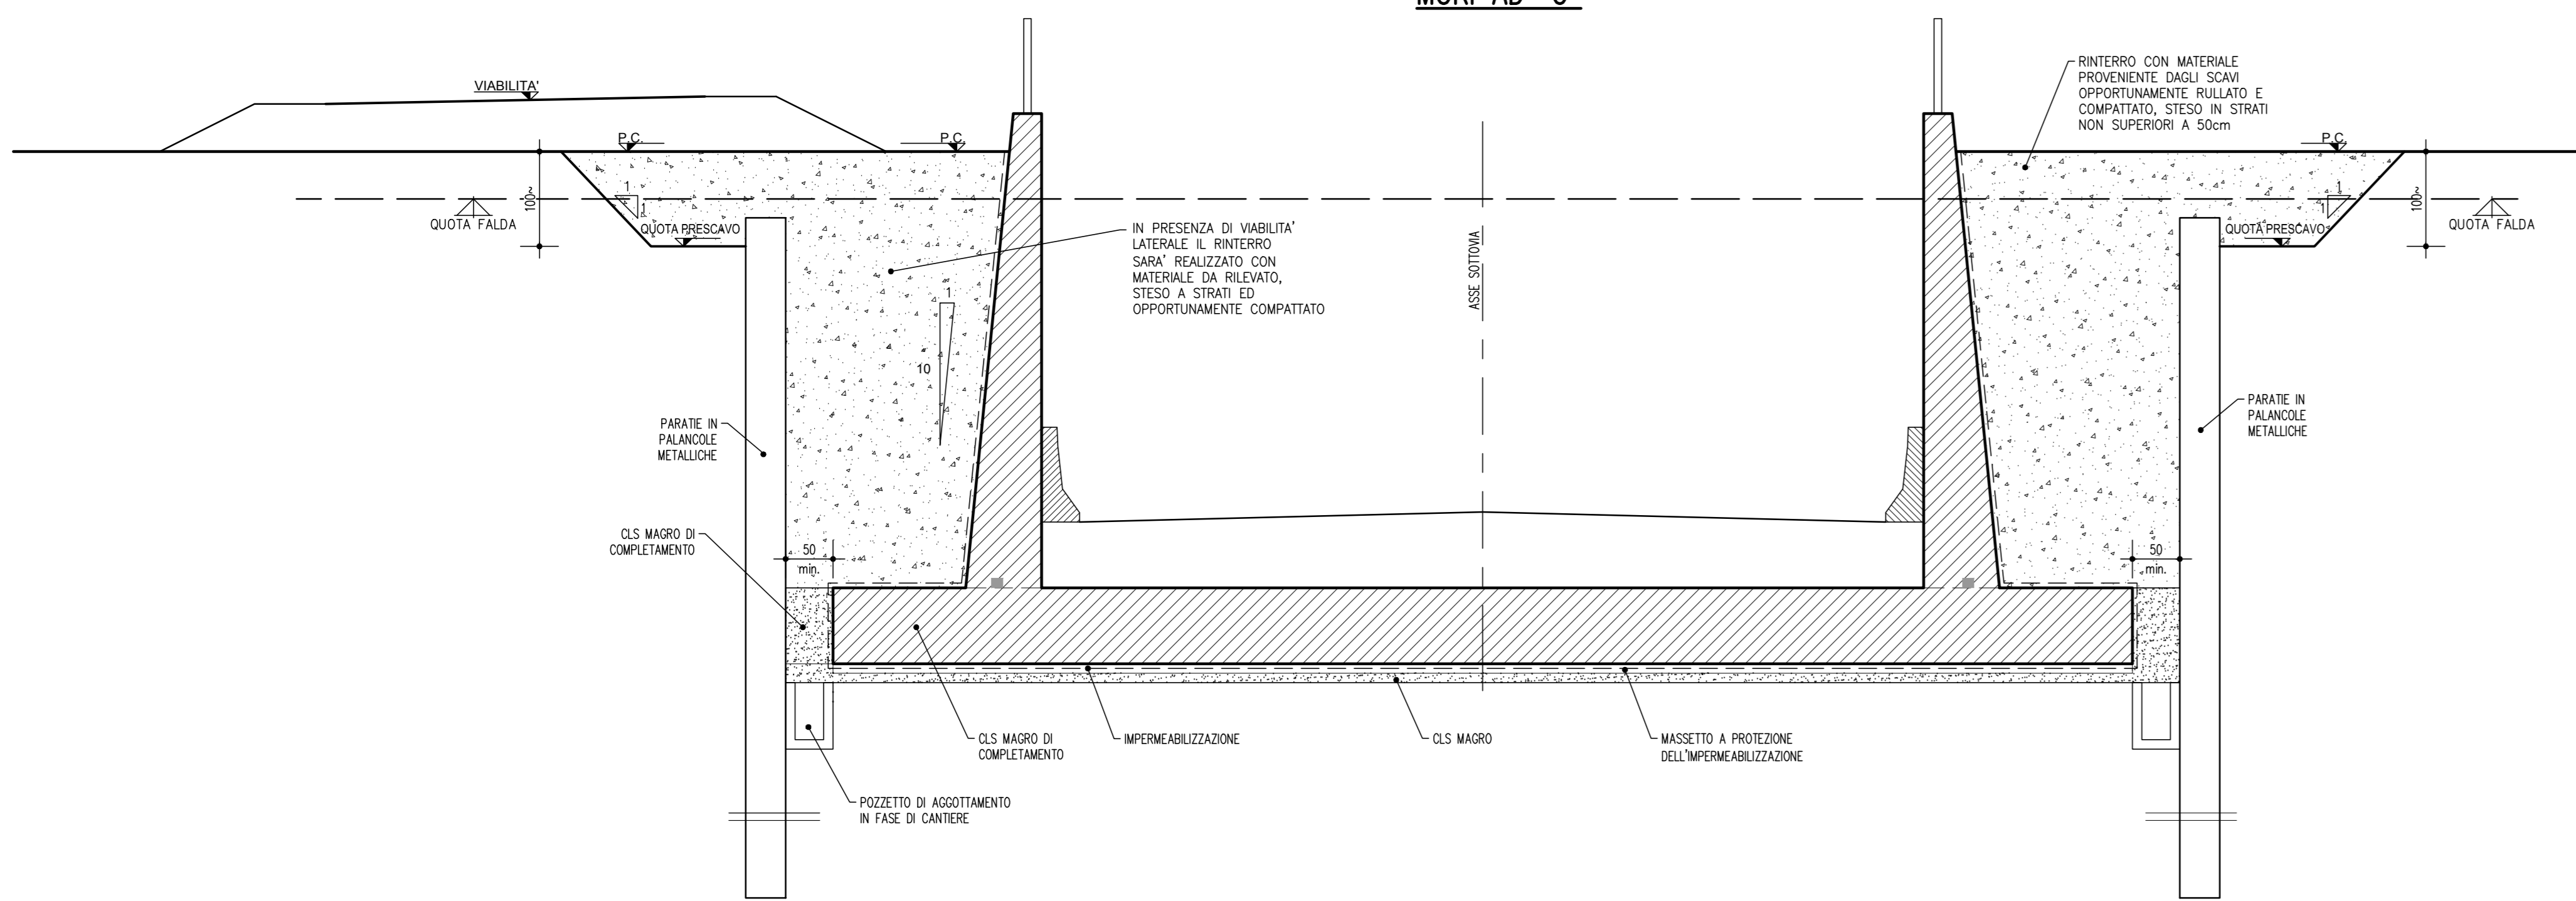 VIABILITA'
P.C.
P.C.
100~
1
1
QUOTA FALDA
QUOTA PRESCAVO
IN PRESENZA DI VIABILITA'
LATERALE IL RINTERRO
SARA' REALIZZATO CON
MATERIALE DA RILEVATO,
STESO A STRATI ED
OPPORTUNAMENTE COMPATTATO
1
10
ASSE SOTTOVIA
RINTERRO CON MATERIALE
PROVENIENTE DAGLI SCAVI
OPPORTUNAMENTE RULLATO E
COMPATTATO, STESO IN STRATI
NON SUPERIORI A 50cm
P.C.
1
1
100~
QUOTA PRESCAVO
QUOTA FALDA
PARATIE IN
PALANCOLE
METALLICHE
PARATIE IN
PALANCOLE
METALLICHE
CLS MAGRO DI
COMPLETAMENTO
50
min.
50
min.
CLS MAGRO DI
COMPLETAMENTO
IMPERMEABILIZZAZIONE
CLS MAGRO
MASSETTO A PROTEZIONE
DELL'IMPERMEABILIZZAZIONE
POZZETTO DI AGGOTTAMENTO
IN FASE DI CANTIERE